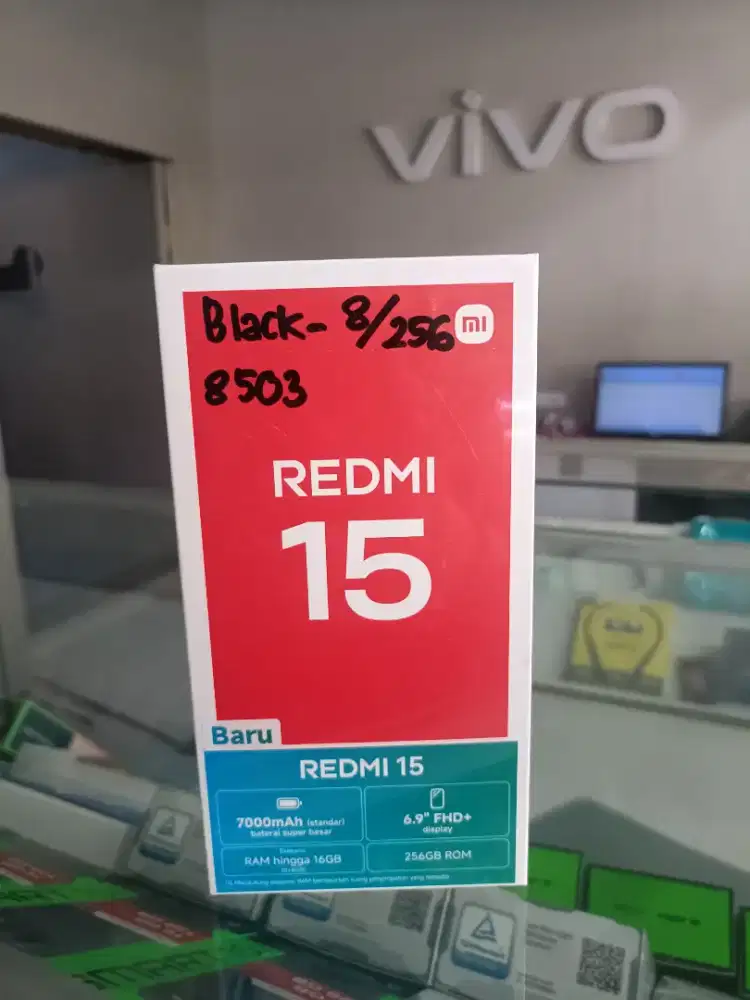 vivo
Black- 8/256
mi
8503
REDMI
15
Baru
REDMI 15
7000mAh (standar)
baterai super besar
6.9" FHD+
display
RAM hingga 16GB
256GB ROM